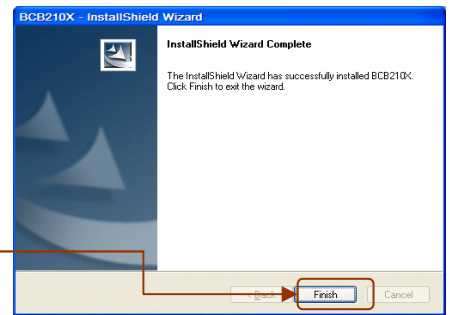 BCB210X - InstallShield Wizard
InstallShield Wizard Complete
The InstallShield Wizard has successfully installed BCB210X.
Click Finish to exit the wizard.
< Back Finish Cancel